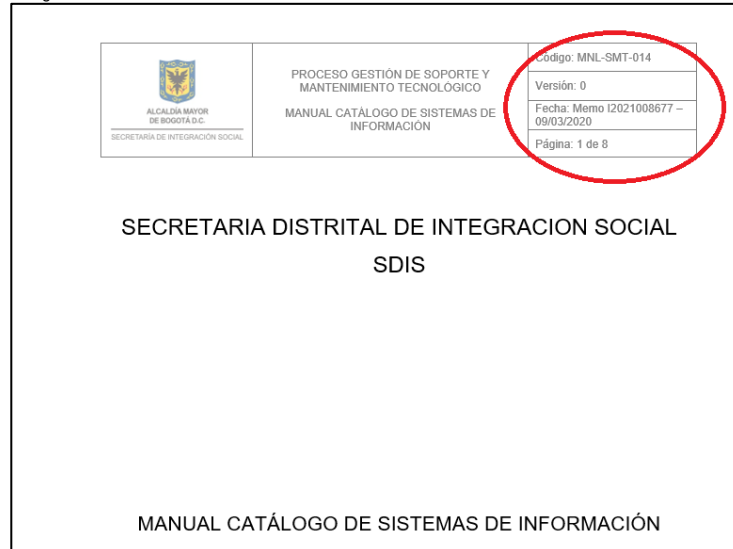 ALCALDÍA MAYOR
DE BOGOTÁ D.C.
SECRETARÍA DE INTEGRACIÓN SOCIAL
PROCESO GESTIÓN DE SOPORTE Y
MANTENIMIENTO TECNOLÓGICO
MANUAL CATÁLOGO DE SISTEMAS DE
INFORMACIÓN
Código: MNL-SMT-014
Versión: 0
Fecha: Memo I2021008677 –
09/03/2020
Página: 1 de 8
SECRETARIA DISTRITAL DE INTEGRACION SOCIAL
SDIS
MANUAL CATÁLOGO DE SISTEMAS DE INFORMACIÓN